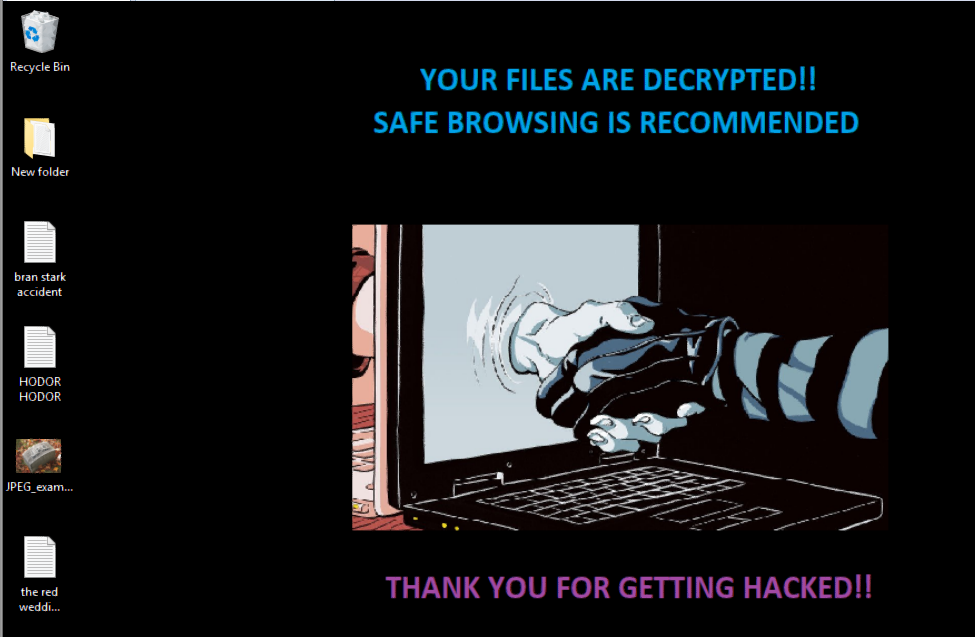 Recycle Bin
New folder
bran stark
accident
HODOR
HODOR
JPEG_exam...
the red
weddi...
YOUR FILES ARE DECRYPTED!!
SAFE BROWSING IS RECOMMENDED
THANK YOU FOR GETTING HACKED!!